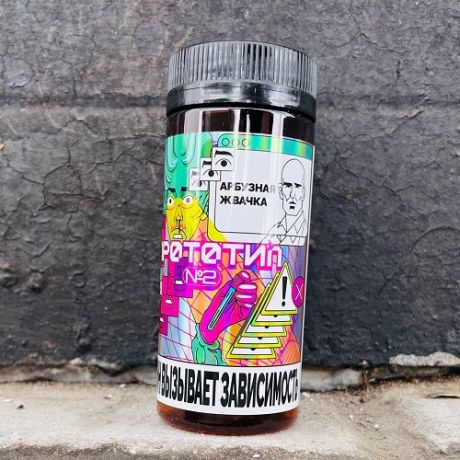 АРБУЗНАЯ
ЖВАЧКА
РОТОТИП
№2
!
ВЫЗЫВАЕТ ЗАВИСИМОСТЬ